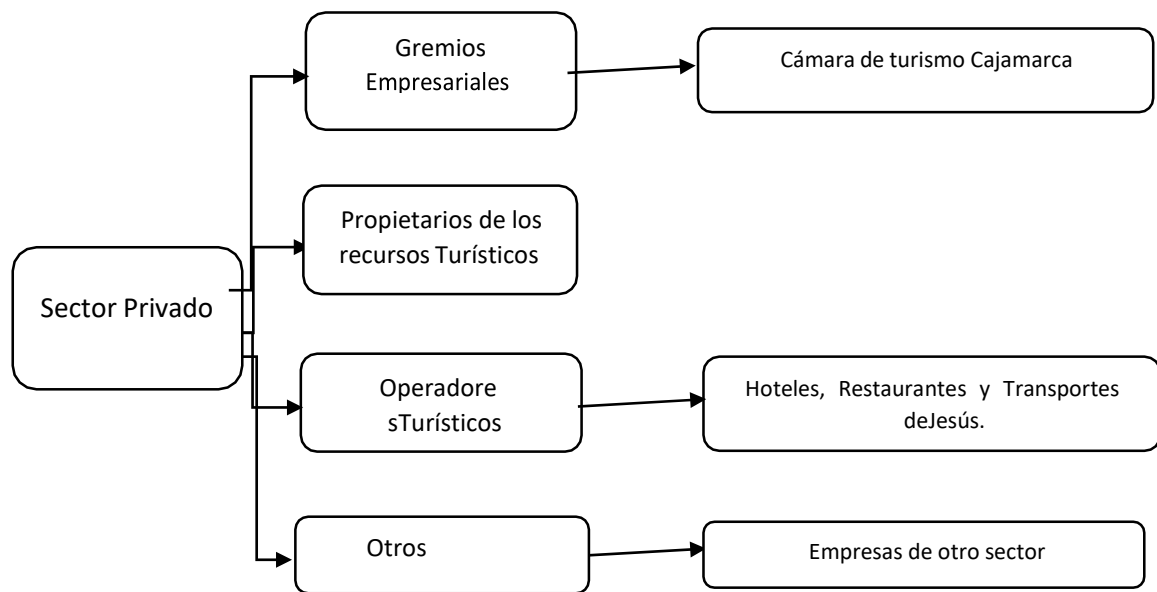 Gremios
Empresariales
Cámara de turismo Cajamarca
Propietarios de los
recursos Turísticos
Sector Privado
Operadore
sTurísticos
Hoteles, Restaurantes y Transportes
deJesús.
Otros
Empresas de otro sector